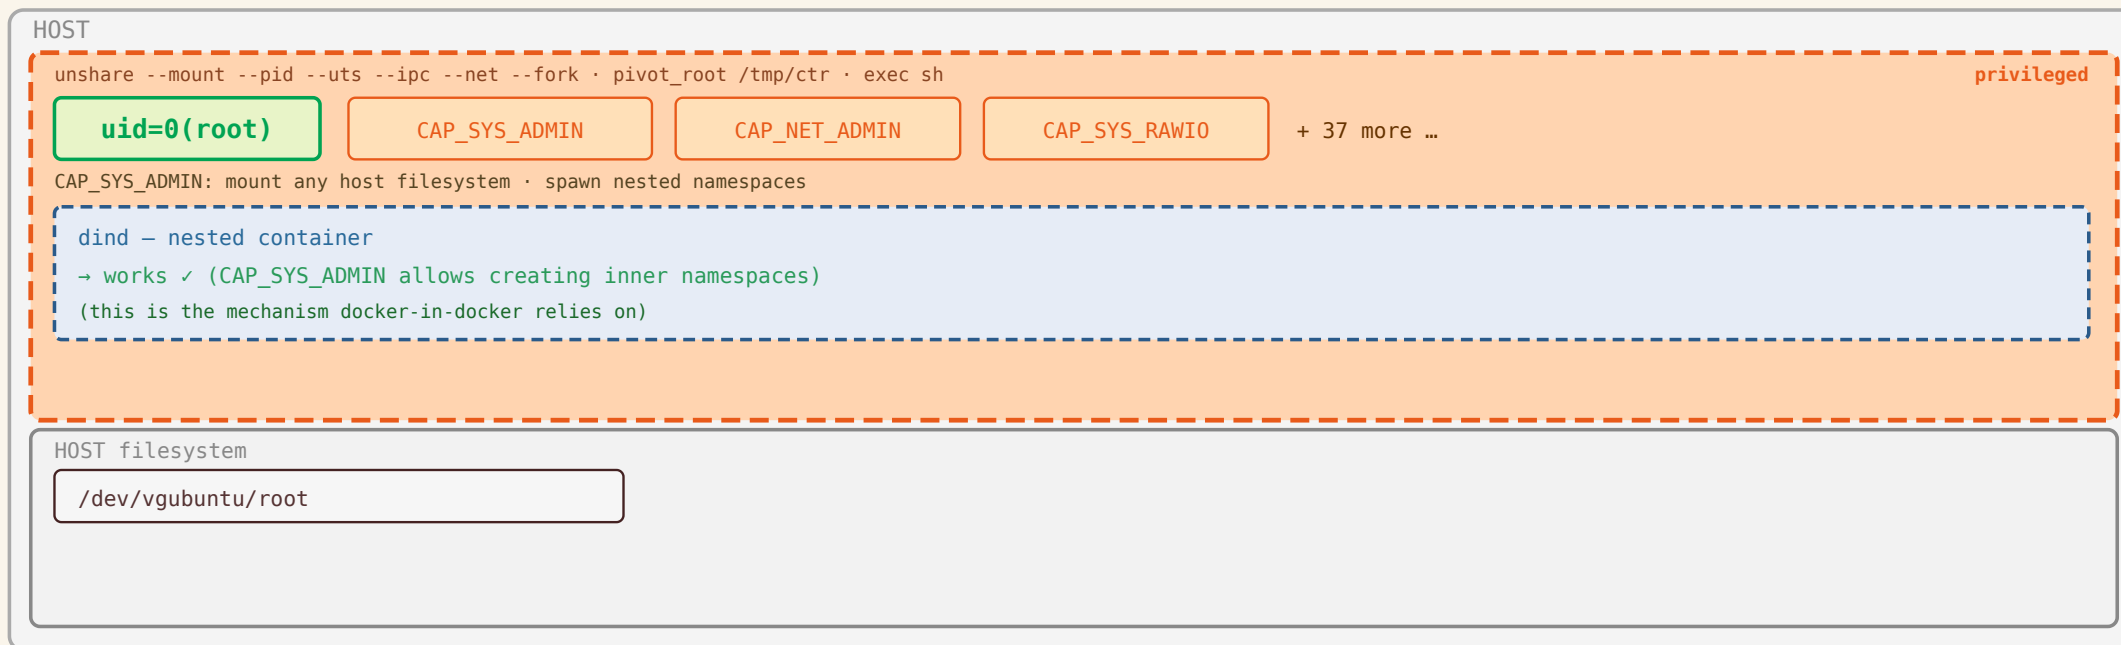 HOST
unshare --mount --pid --uts --ipc --net --fork · pivot_root /tmp/ctr · exec sh
privileged
uid=0(root)
CAP_SYS_ADMIN
CAP_NET_ADMIN
CAP_SYS_RAWIO
+ 37 more …
CAP_SYS_ADMIN: mount any host filesystem · spawn nested namespaces
dind — nested container
→ works ✓ (CAP_SYS_ADMIN allows creating inner namespaces)
(this is the mechanism docker-in-docker relies on)
HOST filesystem
/dev/vgubuntu/root